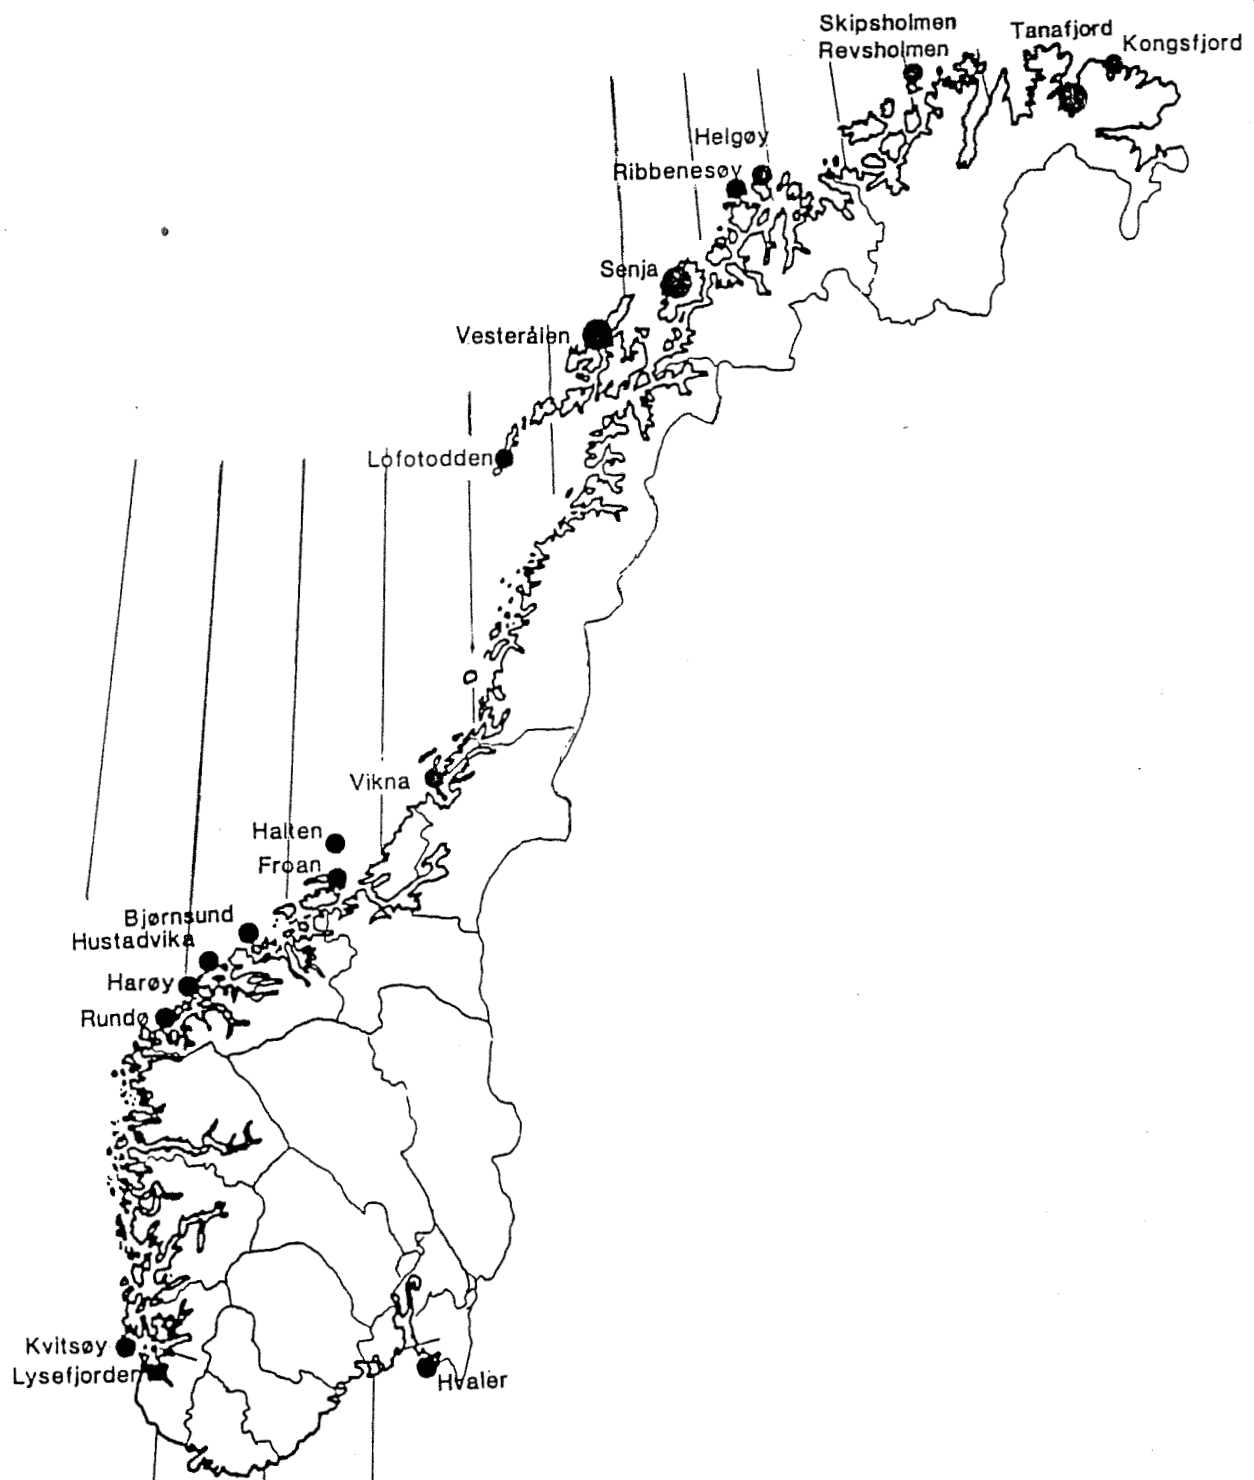 Skipsholmen
Revsholmen
Tanafjord
Kongsfjord
Helgøy
Ribbenesøy
Senja
Vesterålen
Lofotodden
Vikna
Halten
Froan
Bjørnsund
Hustadvika
Harøy
Rundø
Kvitsøy
Lysefjorden
Hvaler